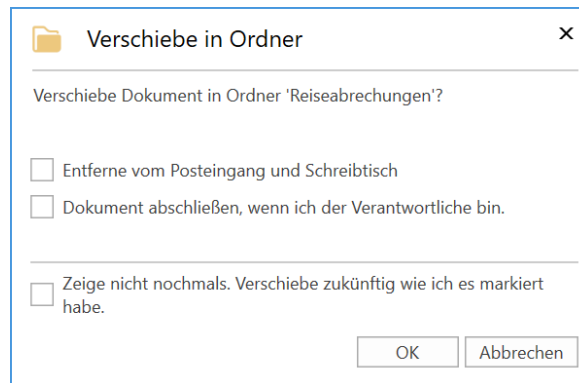 Verschiebe in Ordner
Verschiebe Dokument in Ordner 'Reiseabrechungen'?
Entferne vom Posteingang und Schreibtisch
Dokument abschließen, wenn ich der Verantwortliche bin.
Zeige nicht nochmals. Verschiebe zukünftig wie ich es markiert
habe.
OK Abbrechen